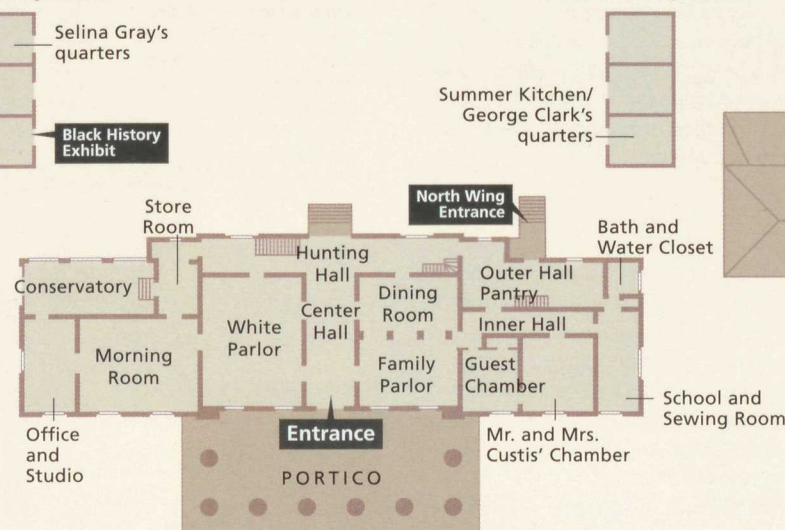 Selina Gray's
quarters
Black History
Exhibit
Summer Kitchen/
George Clark's
quarters
North Wing
Entrance
Store
Room
Bath and
Water Closet
Hunting
Hall
Outer Hall
Pantry
Conservatory
Center
Hall
Dining
Room
Inner Hall
White
Parlor
Morning
Room
Family
Parlor
Guest
Chamber
School and
Sewing Room
Office
and
Studio
Entrance
Mr. and Mrs.
Custis' Chamber
PORTICO